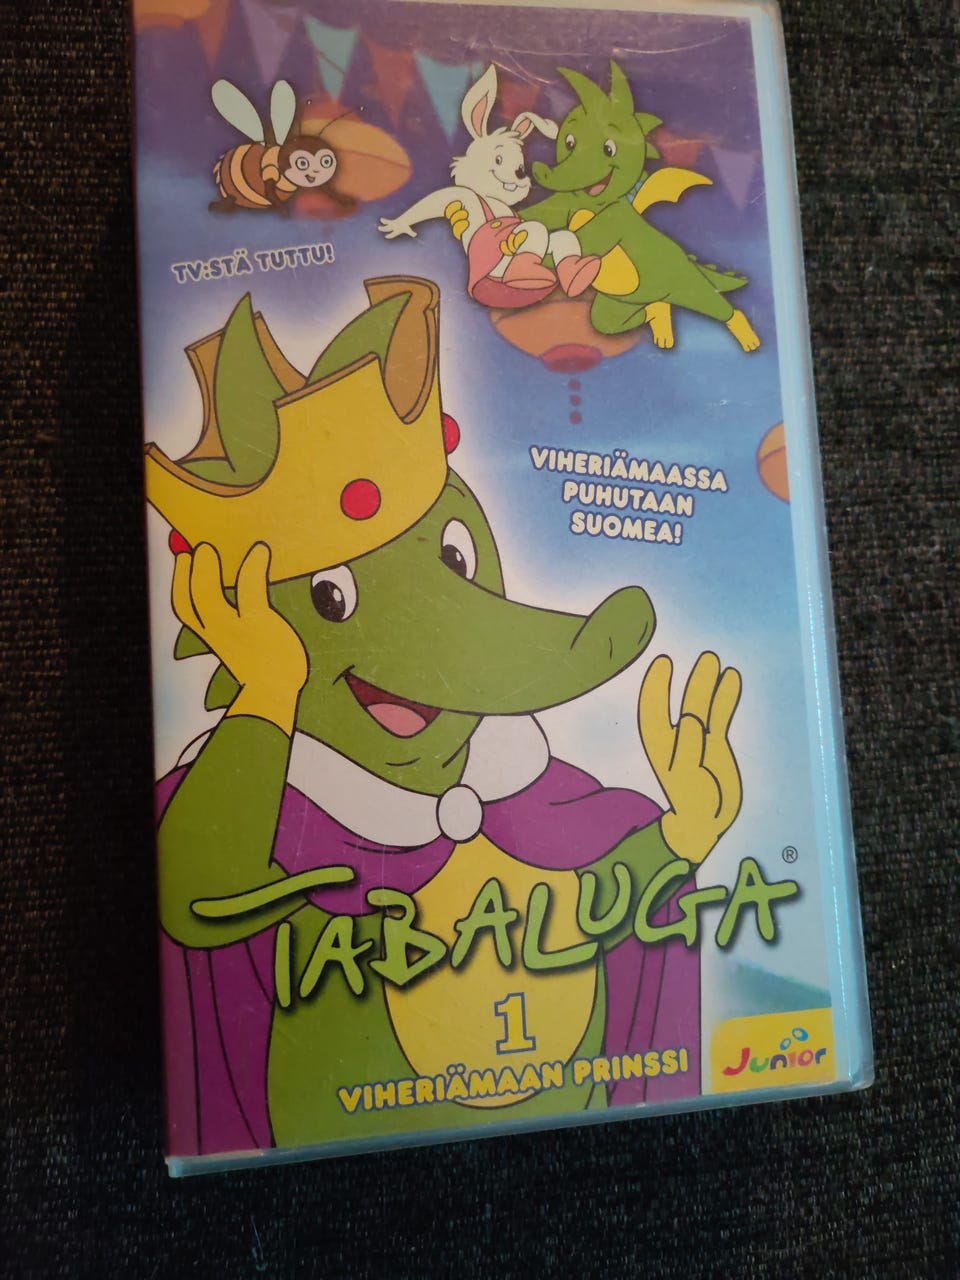 TV:STÄ TUTTU!
VIHERIÄMAASSA
PUHUTAAN
SUOMEA!
TABALUGA ®
1
VIHERIÄMAAN PRINSSI
Junior